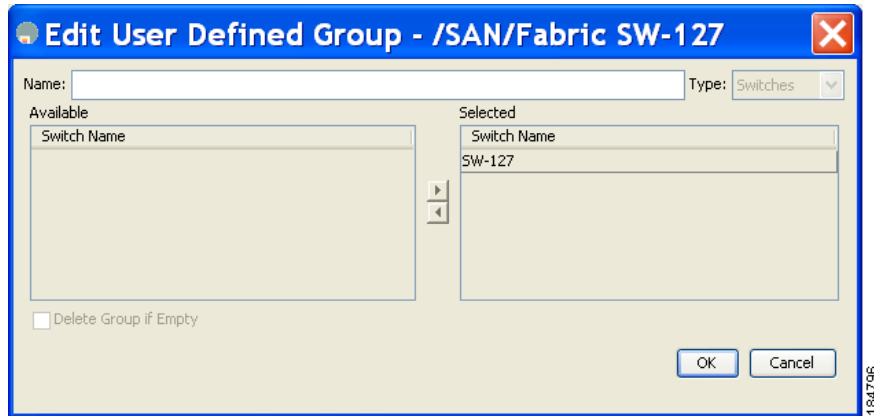 Edit User Defined Group - /SAN/Fabric SW-127
Name: Type: Switches
Available Selected
Switch Name Switch Name
SW-127
Delete Group if Empty
OK Cancel
184796